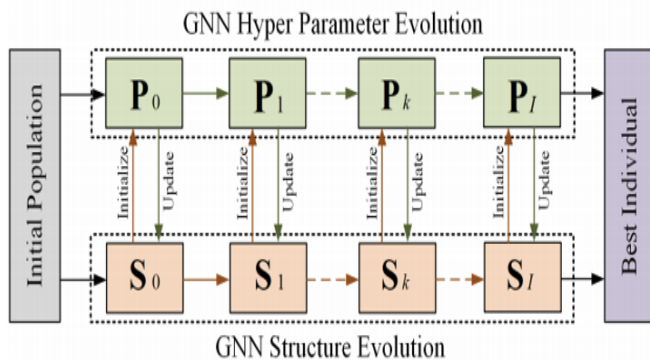 GNN Hyper Parameter Evolution
Initial Population
P0
P1
Pk
PI
Best Individual
Initialize
Update
Initialize
Update
Initialize
Update
Initialize
Update
S0
S1
Sk
SI
GNN Structure Evolution